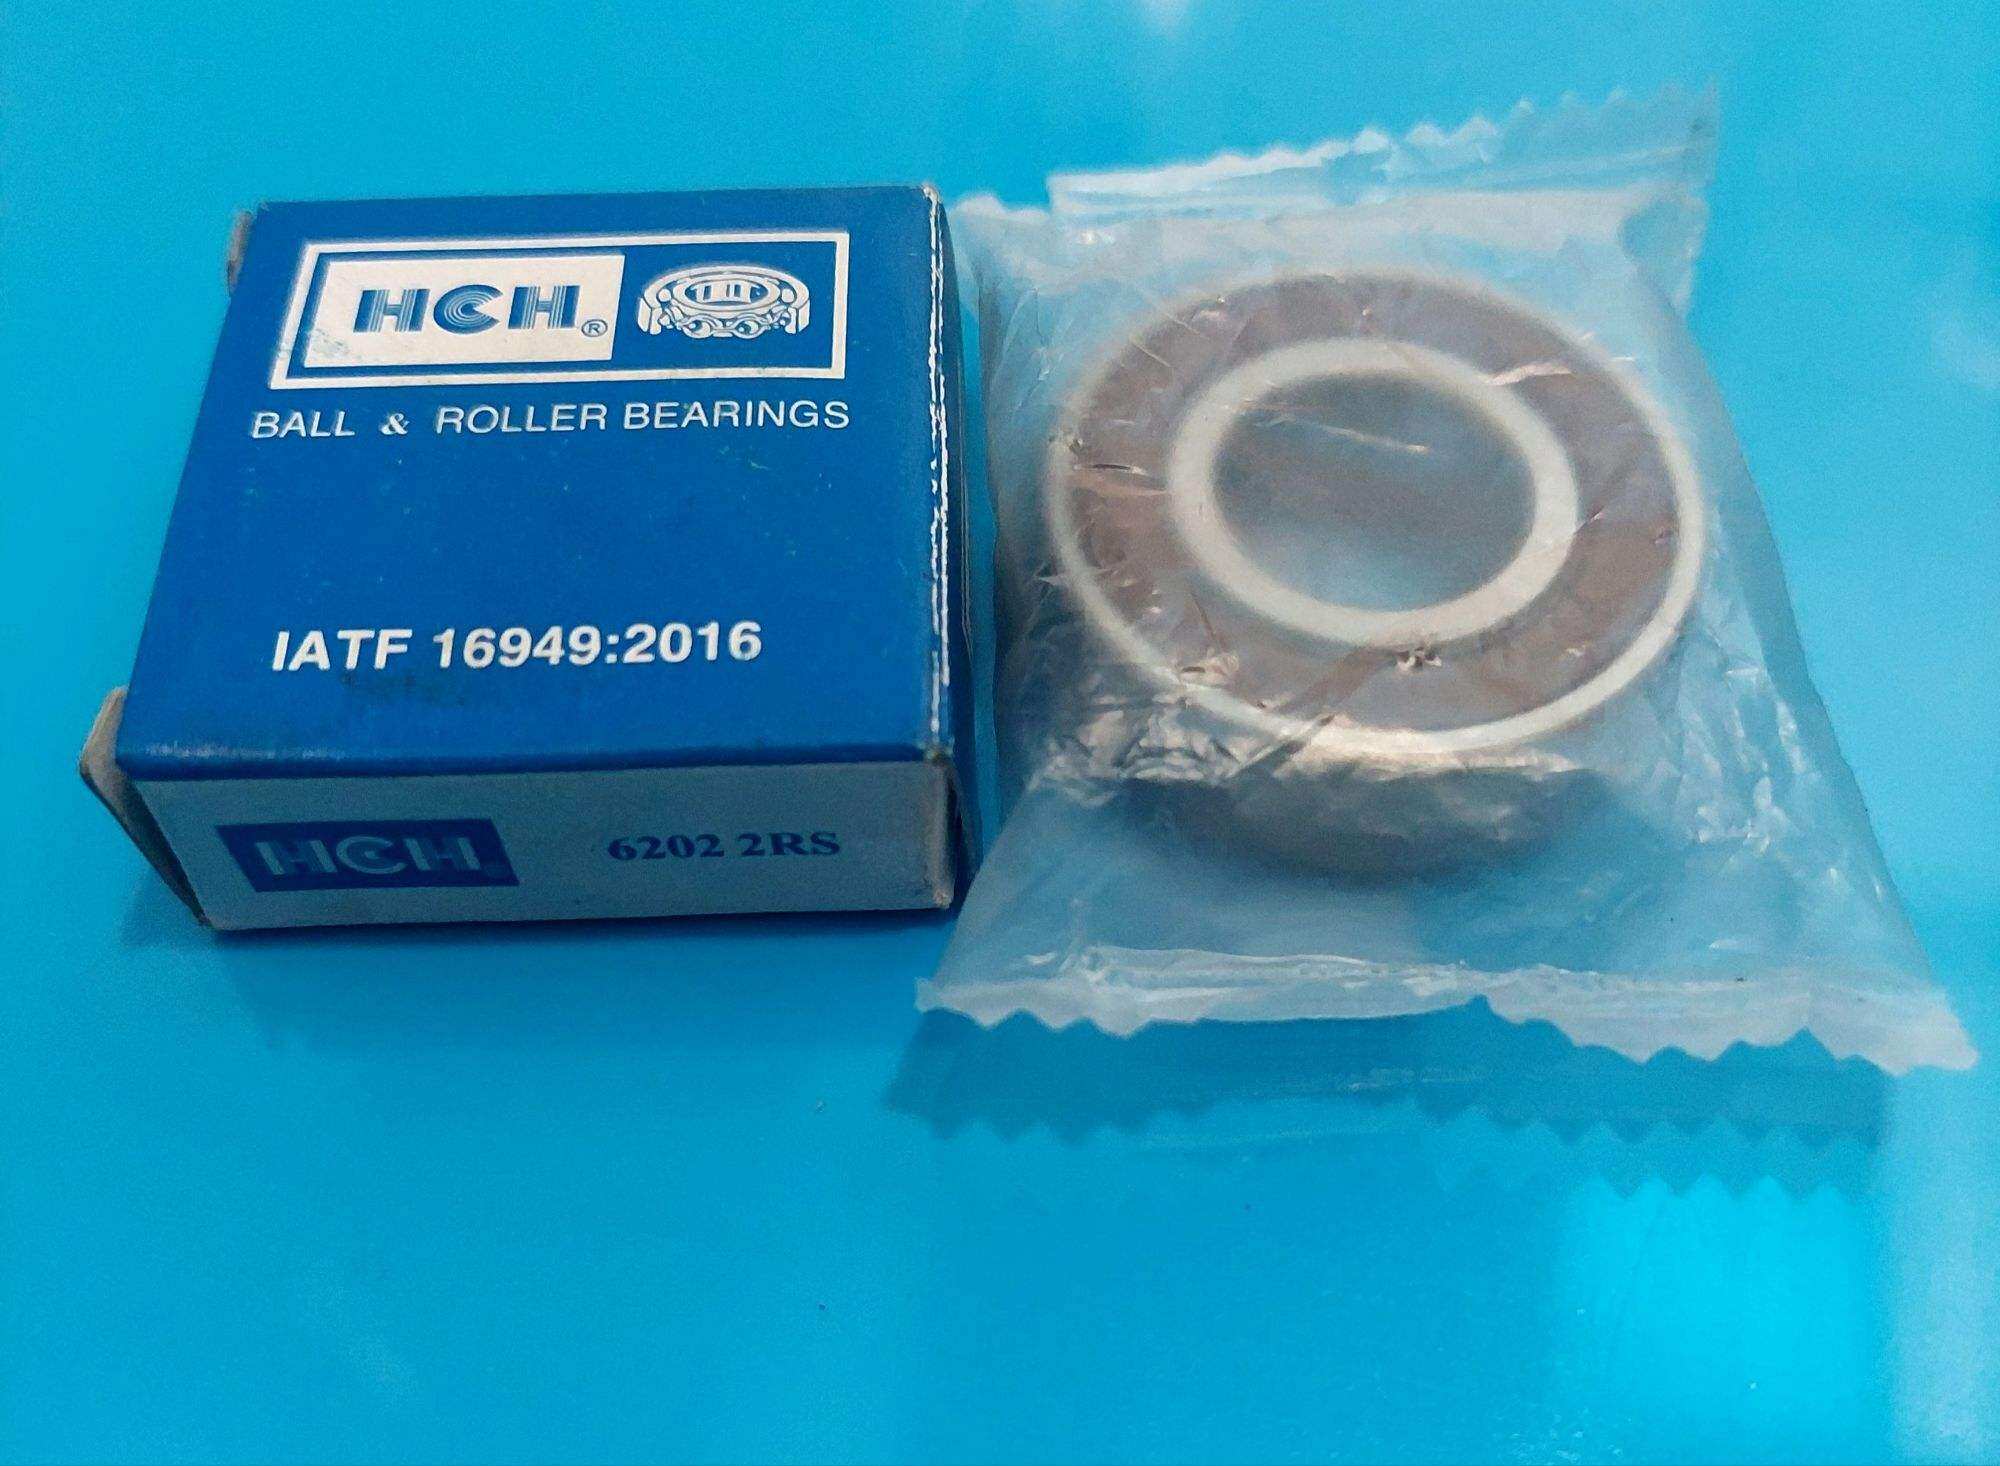 HCH®
BALL & ROLLER BEARINGS
IATF 16949:2016
HCH® 6202 2RS